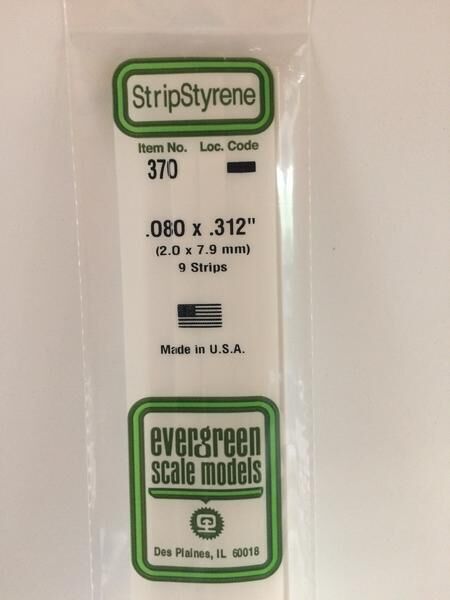 StripStyrene
Item No. Loc. Code
370
.080 x .312"
(2.0 x 7.9 mm)
9 Strips
Made in U.S.A.
evergreen
scale models
Des Plaines, IL 60018